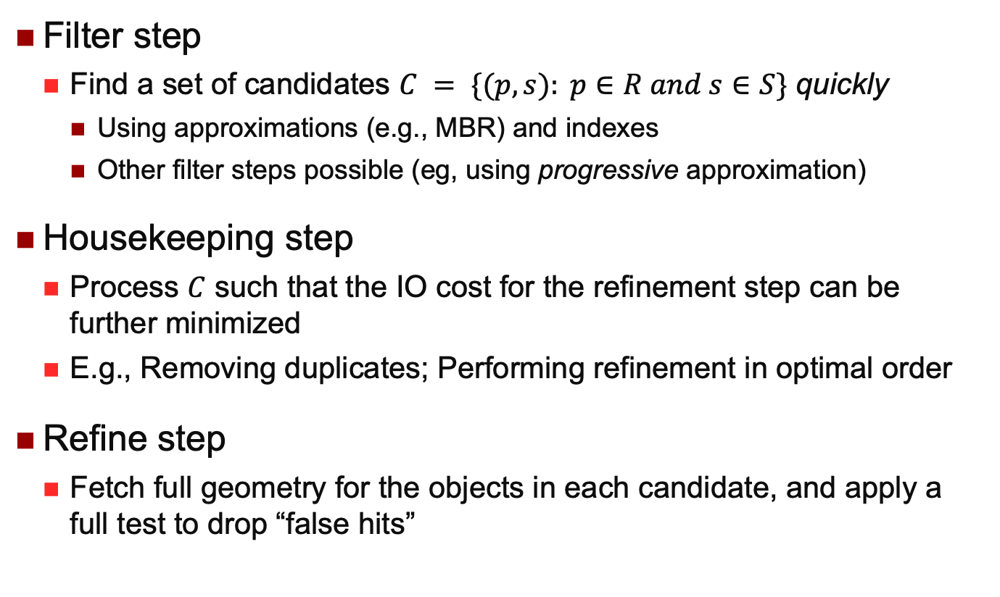 Filter step
Find a set of candidates C = {(p, s): p ∈ R and s ∈ S} quickly
Using approximations (e.g., MBR) and indexes
Other filter steps possible (eg, using progressive approximation)
Housekeeping step
Process C such that the IO cost for the refinement step can be
further minimized
E.g., Removing duplicates; Performing refinement in optimal order
Refine step
Fetch full geometry for the objects in each candidate, and apply a
full test to drop “false hits”